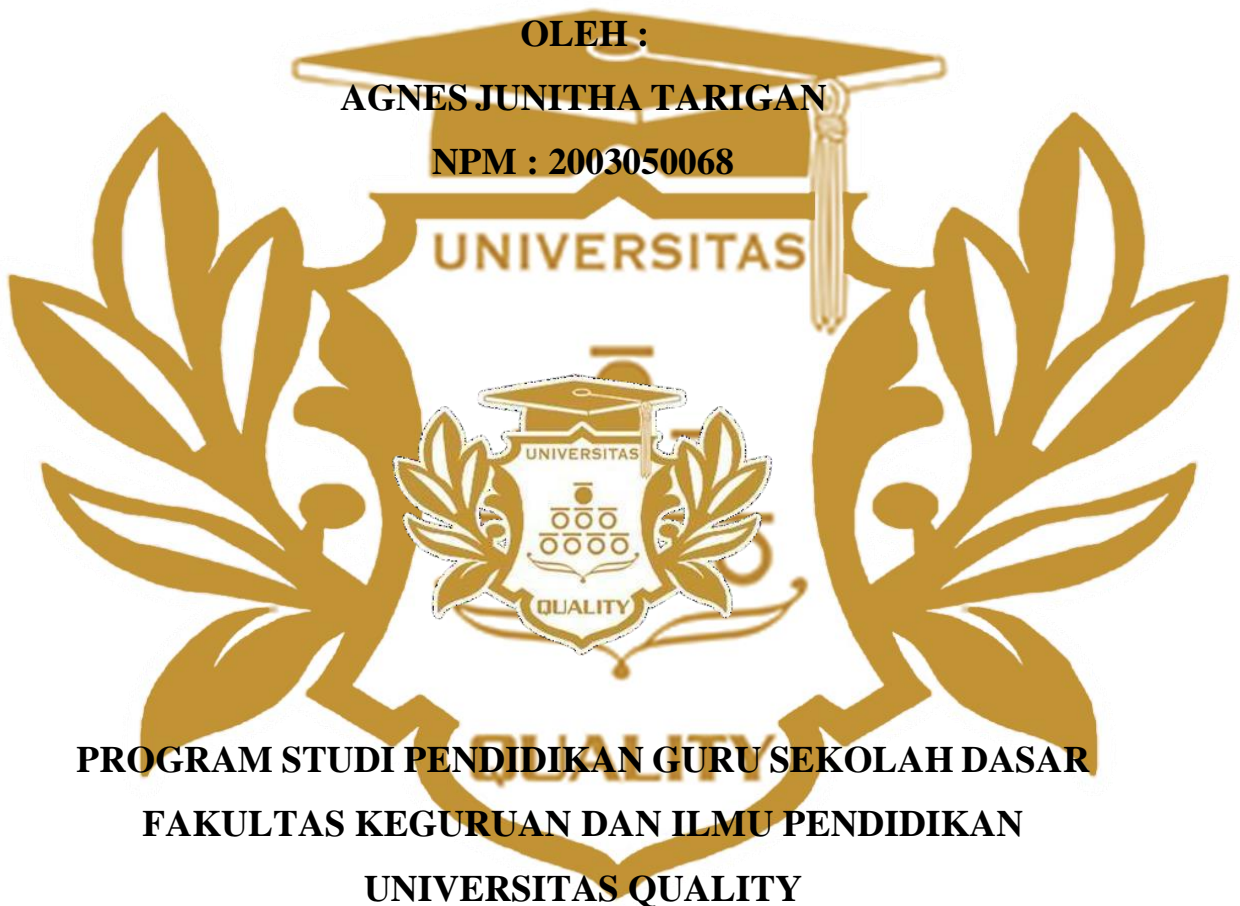 OLEH :
AGNES JUNITHA TARIGAN
NPM : 2003050068
UNIVERSITAS
UNIVERSITAS
QUALITY
QUALITY
PROGRAM STUDI PENDIDIKAN GURU SEKOLAH DASAR
FAKULTAS KEGURUAN DAN ILMU PENDIDIKAN
UNIVERSITAS QUALITY